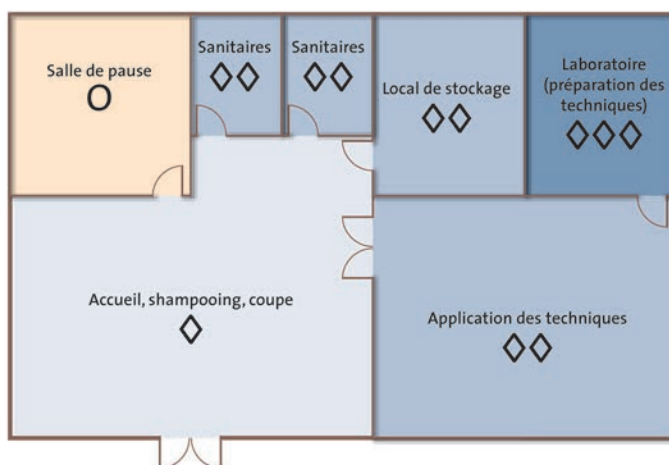 Salle de pause
O
Sanitaires
Sanitaires
Local de stockage
Laboratoire
(préparation des
techniques)
Accueil, shampooing, coupe
Application des techniques